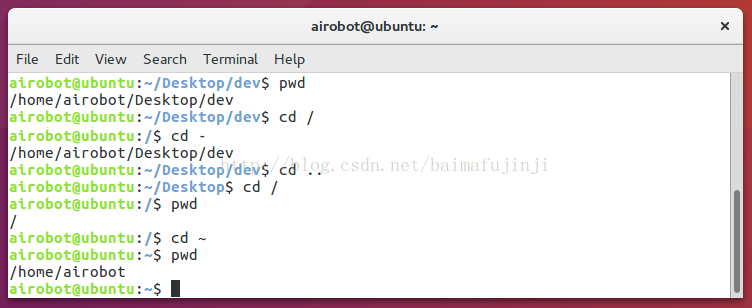 airobot@ubuntu: ~
File Edit View Search Terminal Help
airobot@ubuntu:~/Desktop/dev$ pwd
/home/airobot/Desktop/dev
airobot@ubuntu:~/Desktop/dev$ cd /
airobot@ubuntu:/$ cd -
/home/airobot/Desktop/dev
http://blog.csdn.net/baimafujinji
airobot@ubuntu:~/Desktop/dev$ cd ..
airobot@ubuntu:~/Desktop$ cd /
airobot@ubuntu:/$ pwd
/
airobot@ubuntu:/$ cd ~
airobot@ubuntu:~$ pwd
/home/airobot
airobot@ubuntu:~$